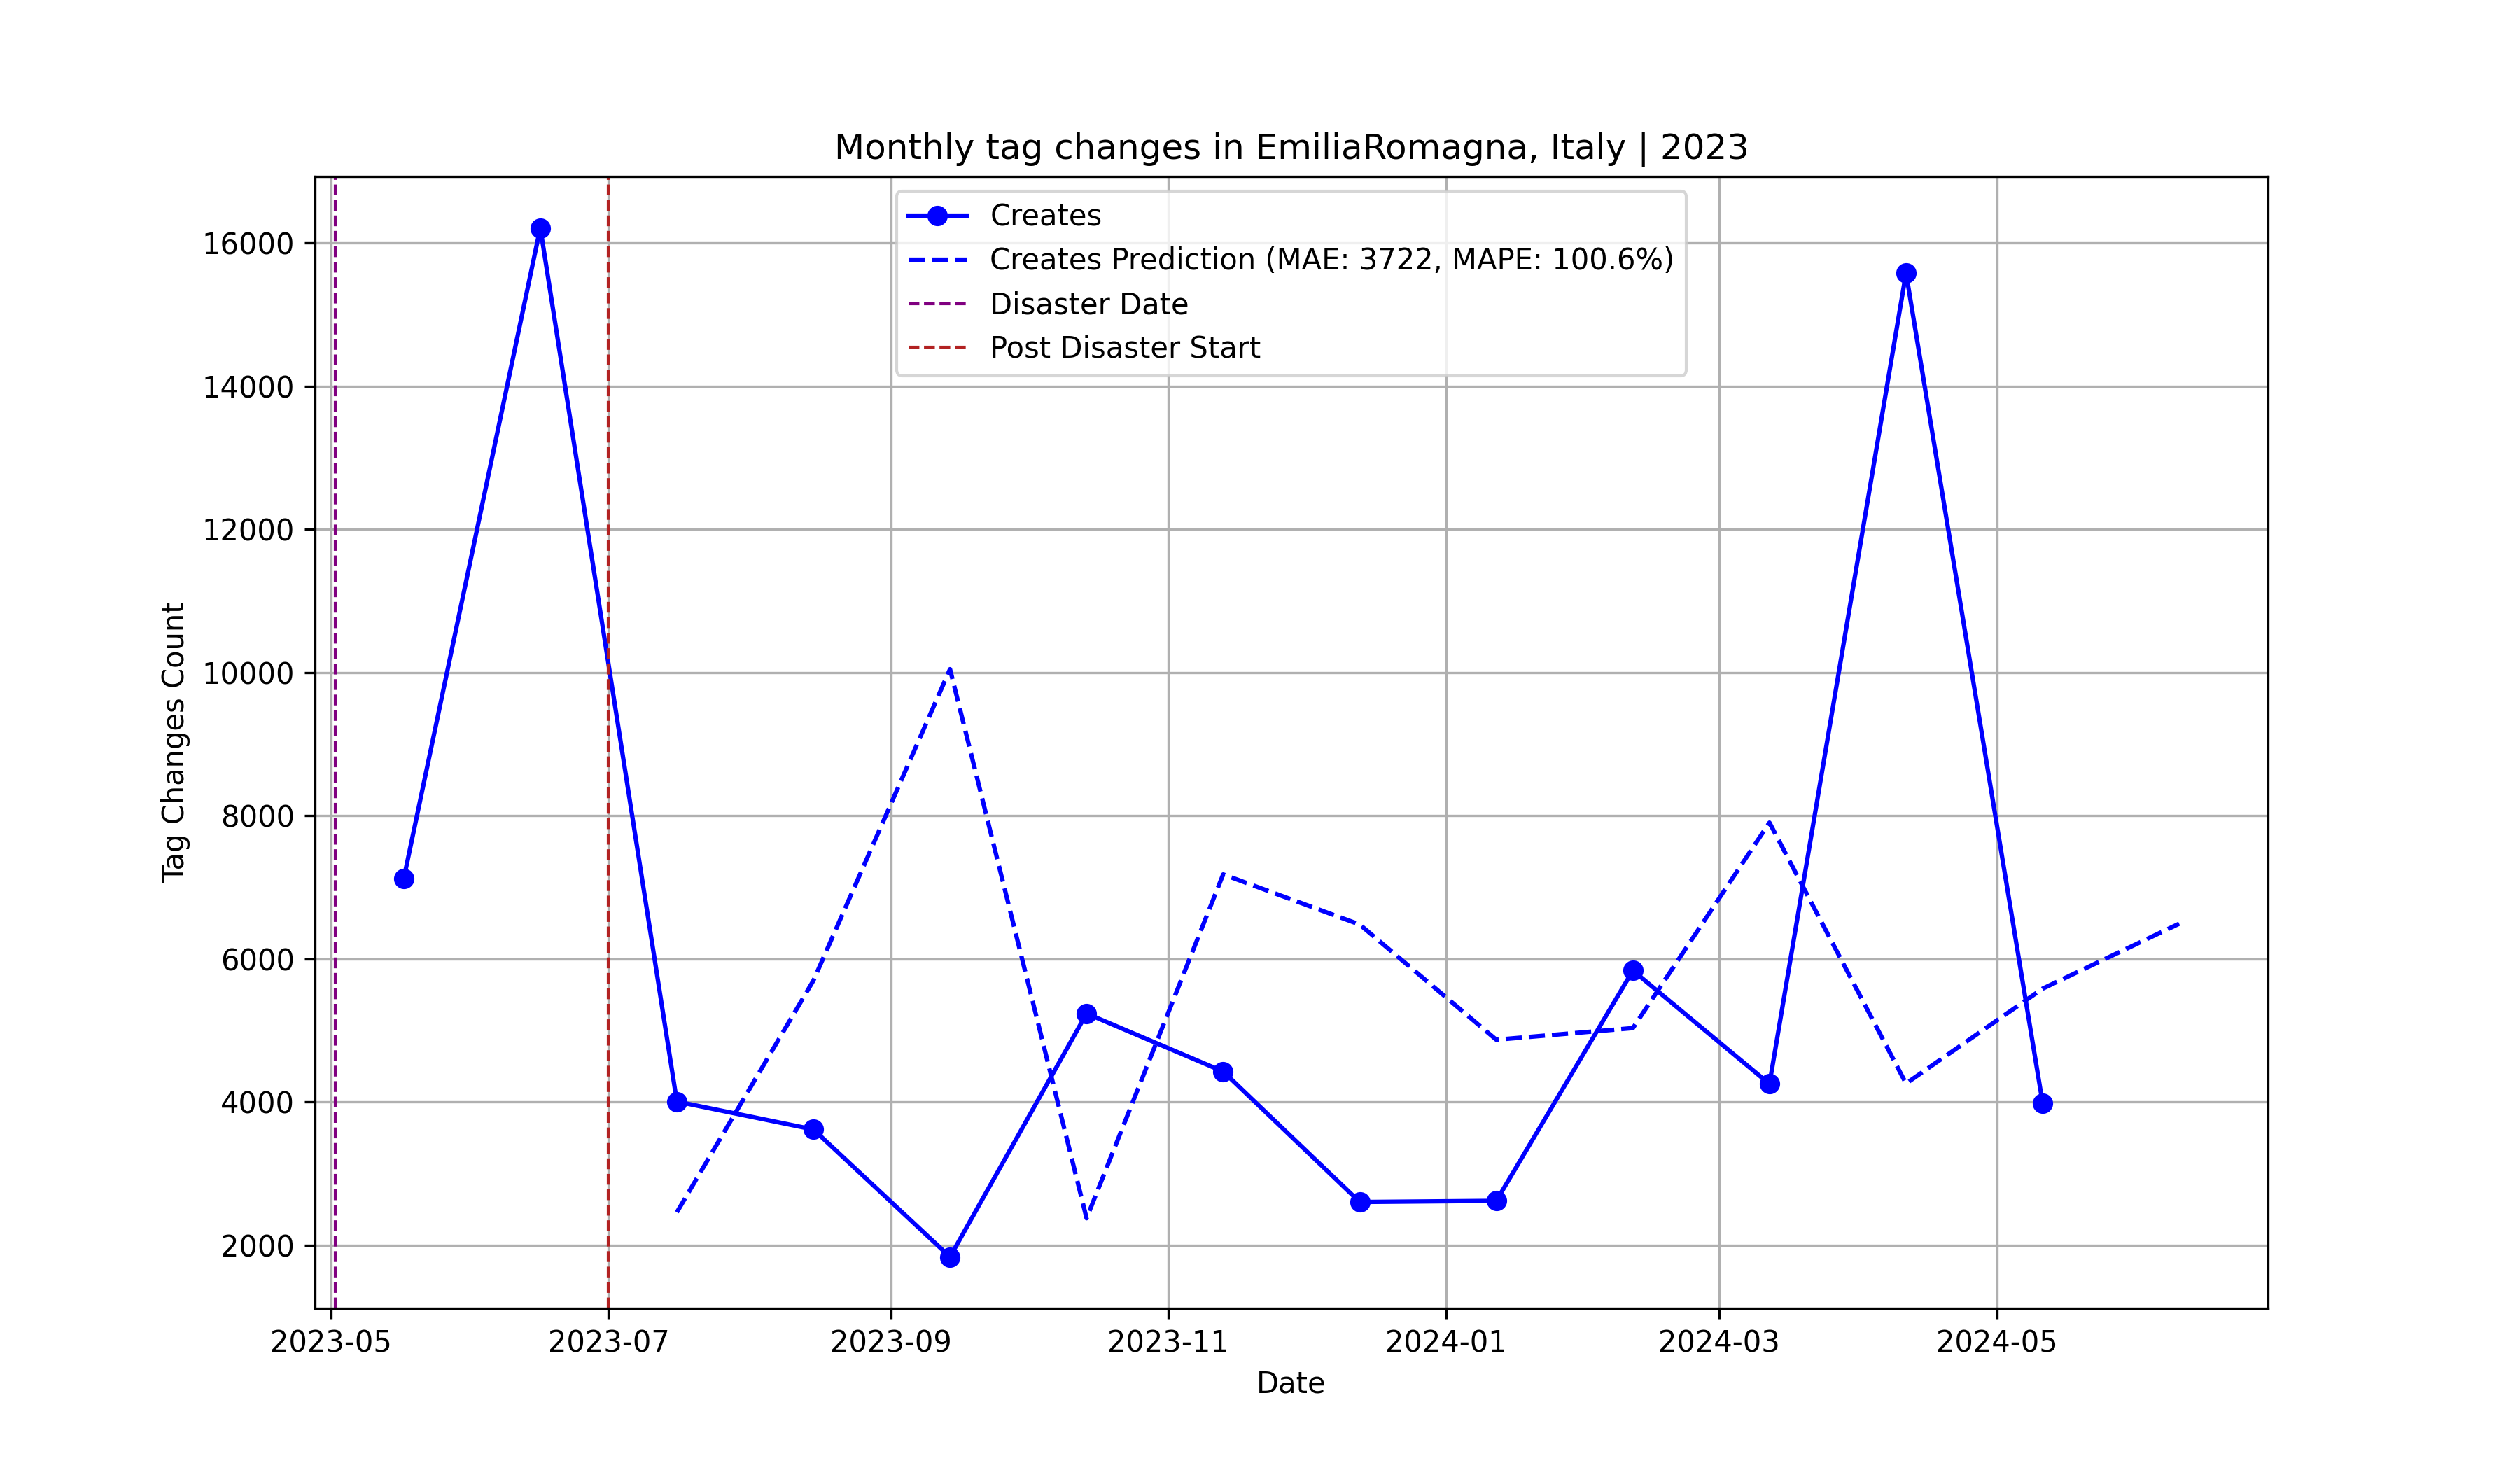 Monthly tag changes in EmiliaRomagna, Italy | 2023
Creates
Creates Prediction (MAE: 3722, MAPE: 100.6%)
Disaster Date
Post Disaster Start
Tag Changes Count
16000
14000
12000
10000
8000
6000
4000
2000
2023-05
2023-07
2023-09
2023-11
2024-01
2024-03
2024-05
Date